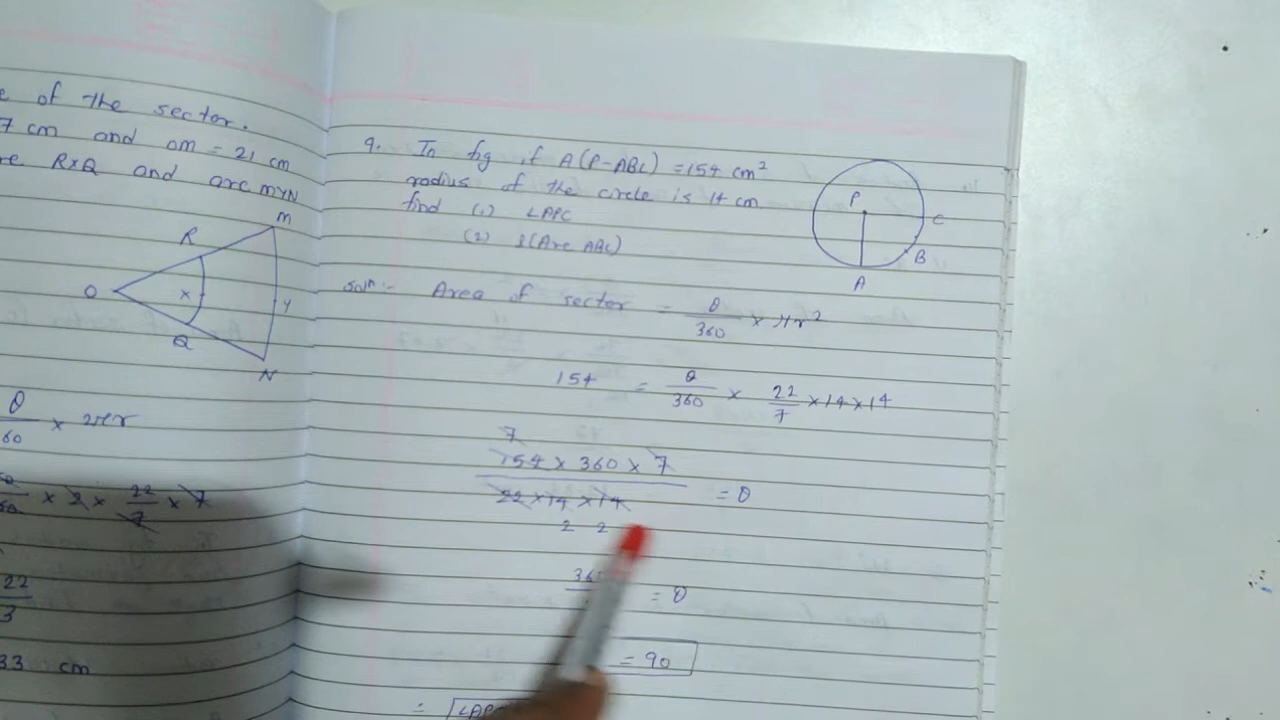 e of the sector.
7 cm and om = 21 cm
re RXQ and arc MYN
M
R
O
X
Y
Q
N
θ/60 × 2πr
× 2 × 22/7 × 7
22/3
33 cm
9. In fig if A(P-ABC) = 154 cm²
radius of the circle is 14 cm
find (1) ∠APC
(2) l(Arc ABC)
P
C
B
A
Solⁿ:- Area of sector = θ/360 × πr²
154 = θ/360 × 22/7 × 14 × 14
7
154 × 360 × 7 / 22 × 14 × 14 = θ
2 2
36 = θ
= 90
= ∠AP